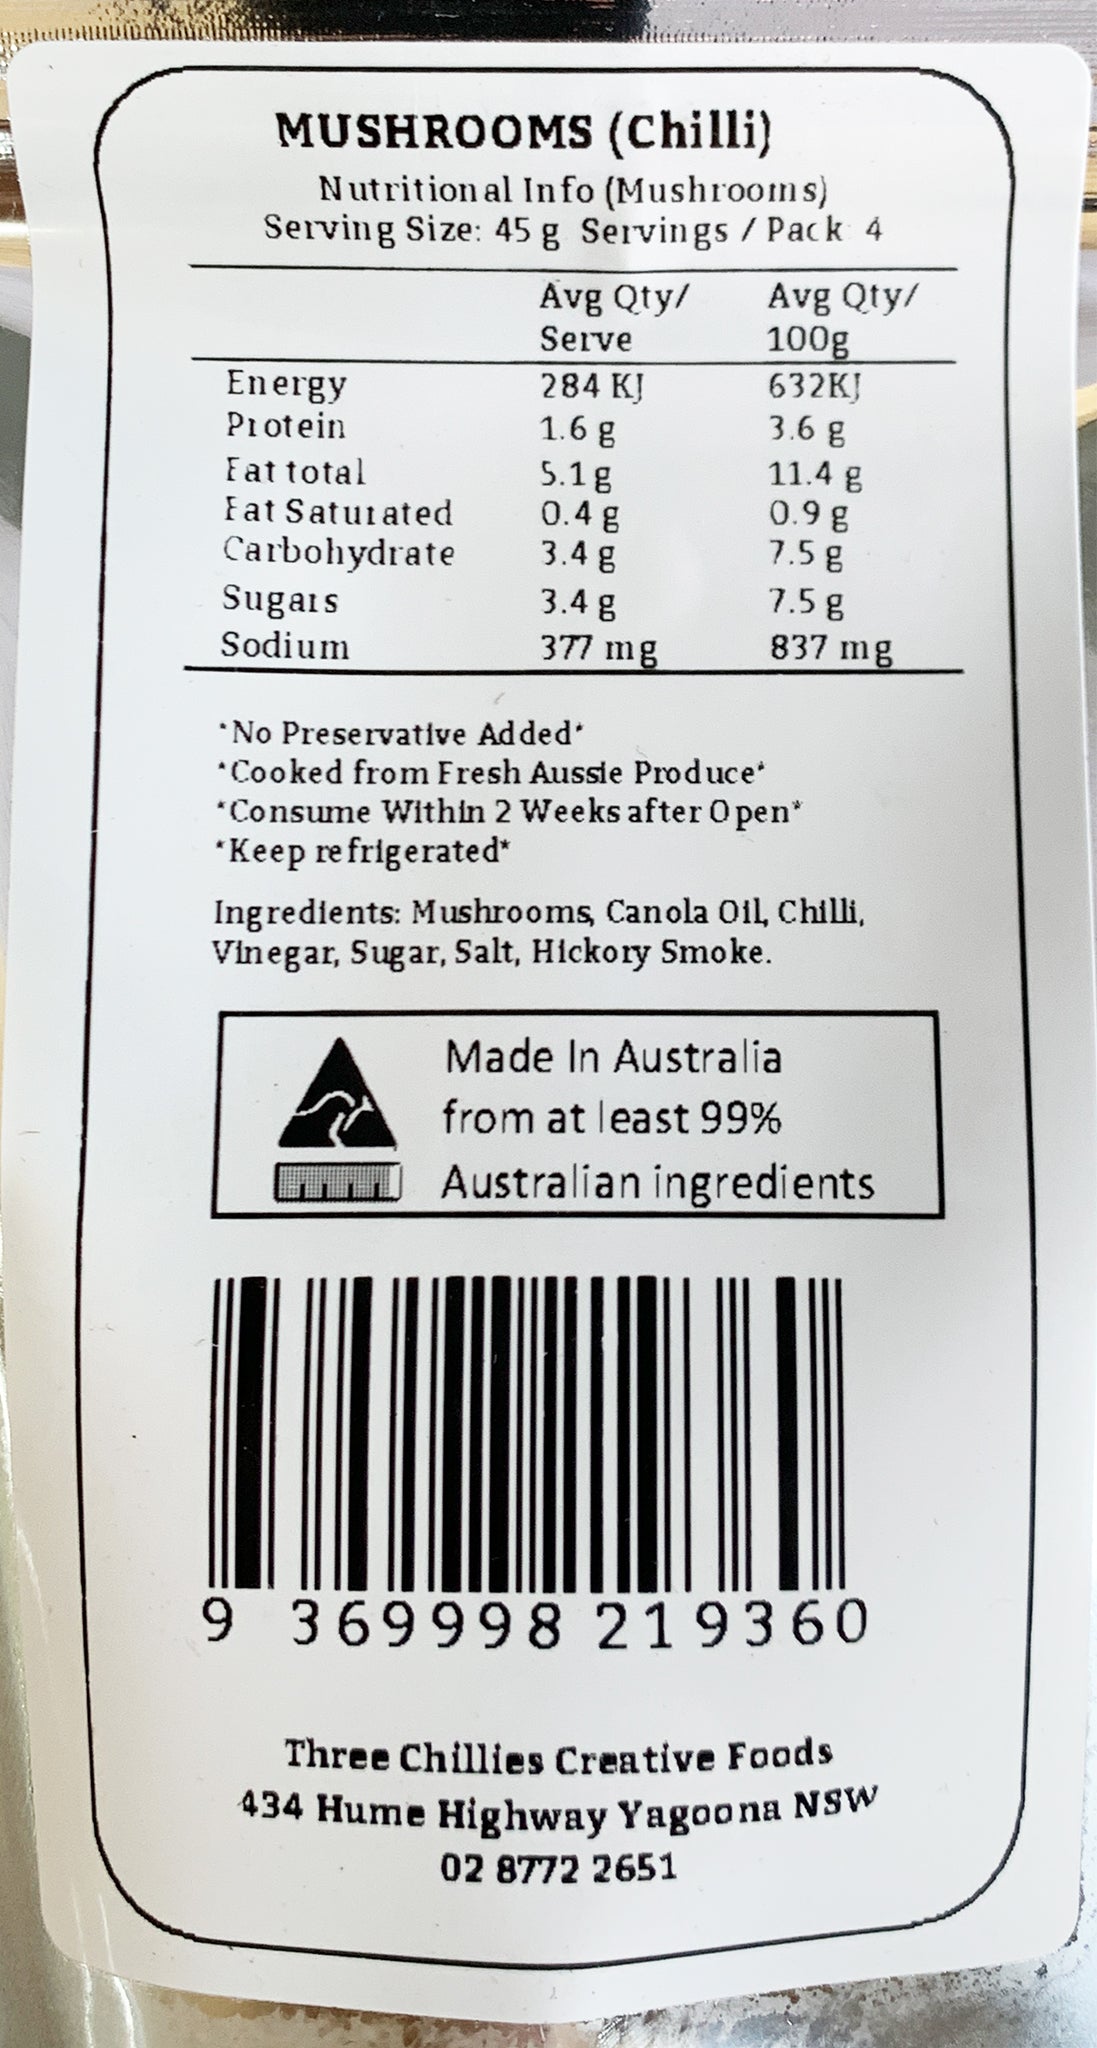 MUSHROOMS (Chilli)
Nutritional Info (Mushrooms)
Serving Size: 45 g Servings / Pack: 4
Avg Qty/ Avg Qty/
Serve 100g
Energy 284 KJ 632KJ
Protein 1.6 g 3.6 g
Fat total 5.1g 11.4 g
Fat Saturated 0.4 g 0.9 g
Carbohydrate 3.4 g 7.5 g
Sugars 3.4 g 7.5 g
Sodium 377 mg 837 mg
*No Preservative Added*
*Cooked from Fresh Aussie Produce*
*Consume Within 2 Weeks after Open*
*Keep refrigerated*
Ingredients: Mushrooms, Canola Oil, Chilli,
Vinegar, Sugar, Salt, Hickory Smoke.
Made In Australia
from at least 99%
Australian ingredients
9 369998 219360
Three Chillies Creative Foods
434 Hume Highway Yagoona NSW
02 8772 2651